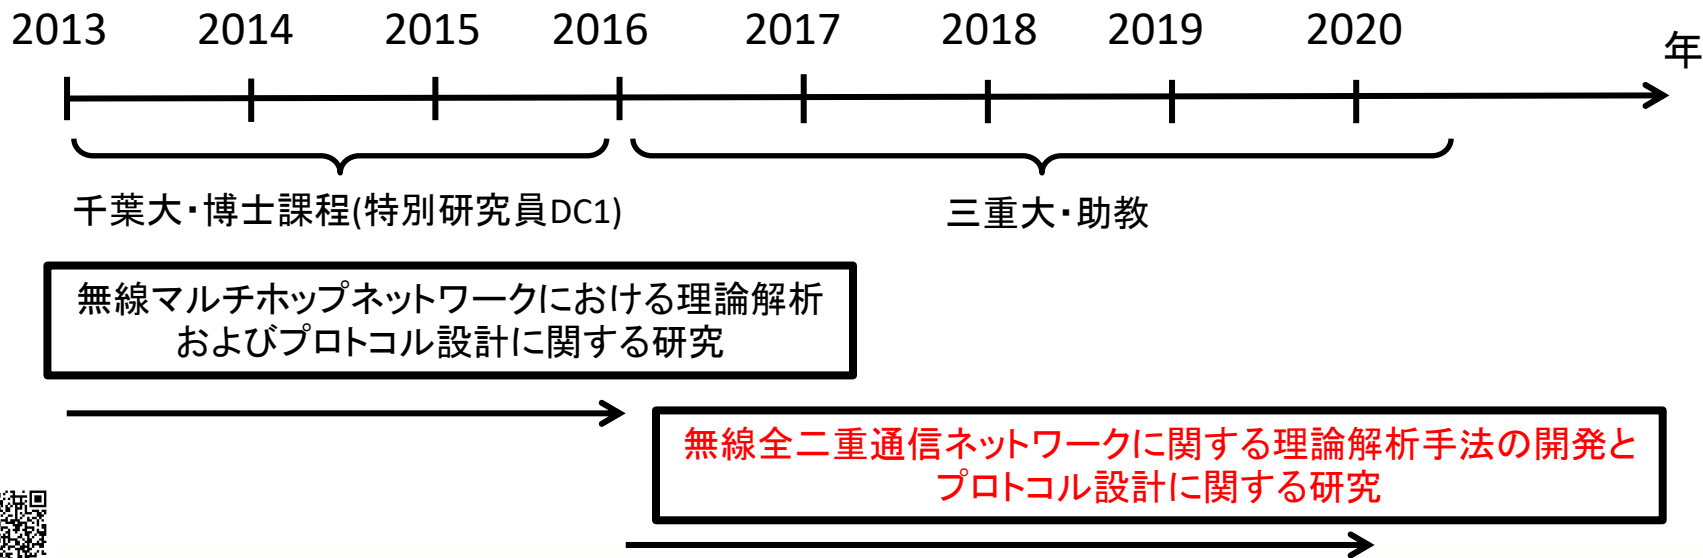 2013 2014 2015 2016 2017 2018 2019 2020 年
千葉大・博士課程(特別研究員DC1) 三重大・助教
無線マルチホップネットワークにおける理論解析
およびプロトコル設計に関する研究
無線全二重通信ネットワークに関する理論解析手法の開発と
プロトコル設計に関する研究